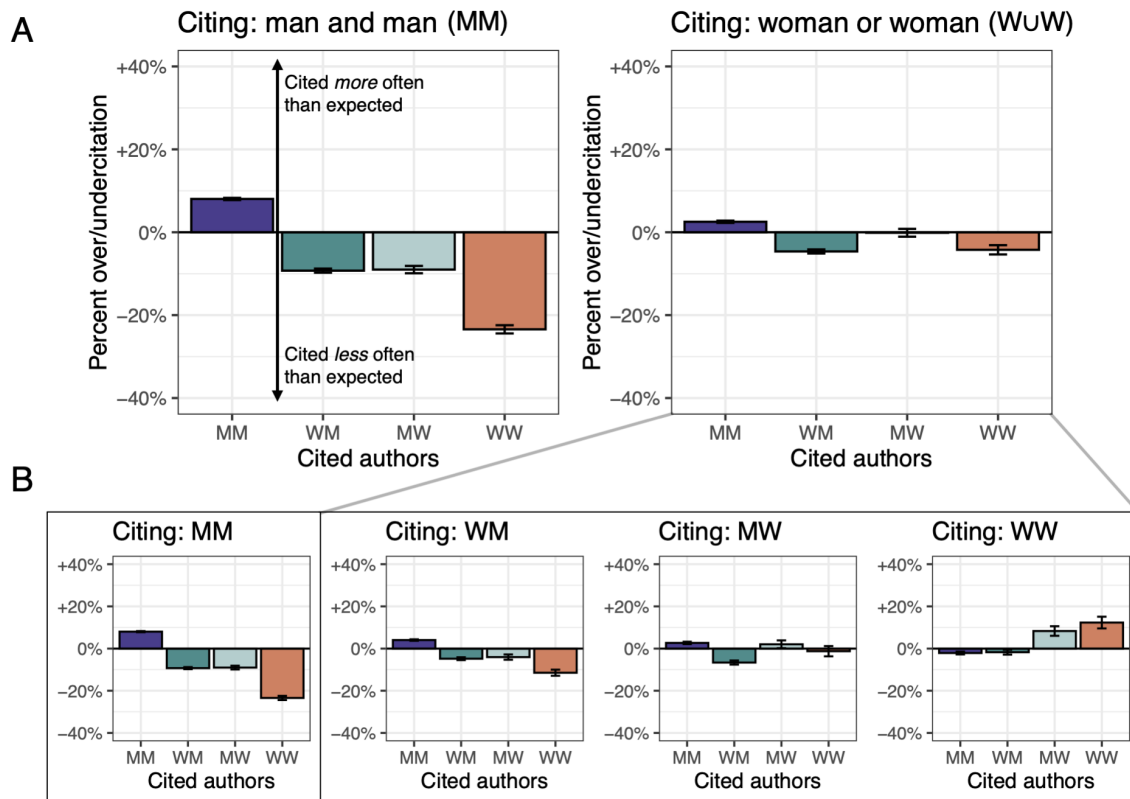 A
Citing: man and man (MM)
Citing: woman or woman (W∪W)
Percent over/undercitation
+40%
+20%
0%
−20%
−40%
Cited more often
than expected
Cited less often
than expected
MM WM MW WW
Cited authors
Percent over/undercitation
+40%
+20%
0%
−20%
−40%
MM WM MW WW
Cited authors
B
Citing: MM
+40%
+20%
0%
−20%
−40%
MM WM MW WW
Cited authors
Citing: WM
+40%
+20%
0%
−20%
−40%
MM WM MW WW
Cited authors
Citing: MW
+40%
+20%
0%
−20%
−40%
MM WM MW WW
Cited authors
Citing: WW
+40%
+20%
0%
−20%
−40%
MM WM MW WW
Cited authors